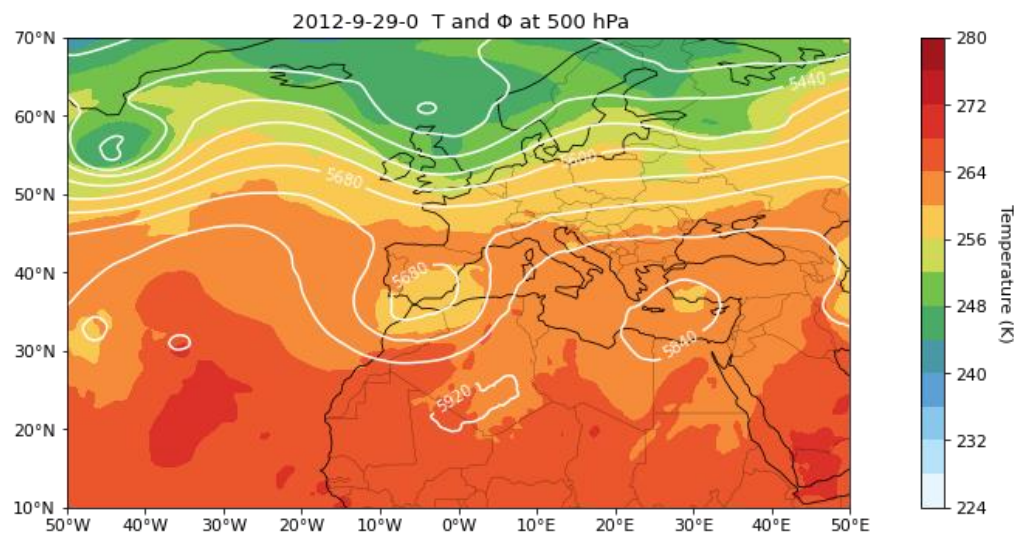 2012-9-29-0 T and Φ at 500 hPa
70°N
60°N
50°N
40°N
30°N
20°N
10°N
50°W
40°W
30°W
20°W
10°W
0°W
10°E
20°E
30°E
40°E
50°E
5440
5600
5680
5680
5840
5920
280
272
264
256
248
240
232
224
Temperature (K)